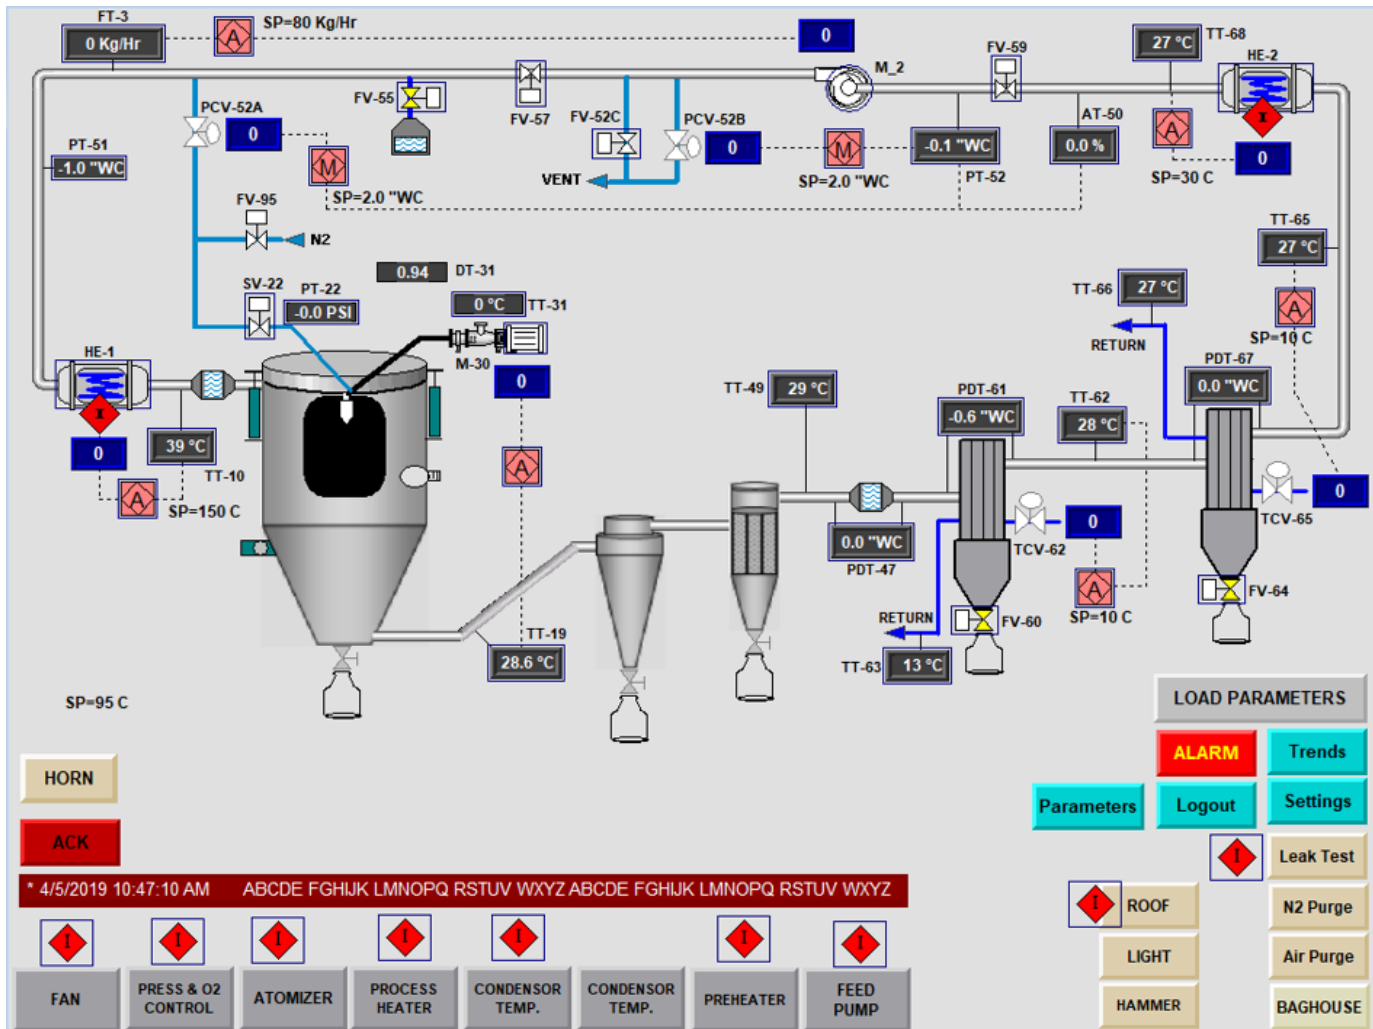 FT-3
0 Kg/Hr
A
SP=80 Kg/Hr
0
M_2
FV-59
27 °C
TT-68
HE-2
I
PCV-52A
0
PT-51
-1.0 "WC
M
SP=2.0 "WC
FV-55
FV-57
FV-52C
PCV-52B
0
VENT
M
SP=2.0 "WC
-0.1 "WC
PT-52
AT-50
0.0 %
A
SP=30 C
0
FV-95
N2
0.94
DT-31
SV-22
PT-22
-0.0 PSI
0 °C
TT-31
M-30
0
A
TT-65
27 °C
A
SP=10 C
TT-66
27 °C
RETURN
PDT-67
0.0 "WC
HE-1
I
0
A
SP=150 C
39 °C
TT-10
TT-49
29 °C
PDT-61
-0.6 "WC
TT-62
28 °C
0.0 "WC
PDT-47
TCV-62
0
A
SP=10 C
TCV-65
0
FV-64
FV-60
RETURN
TT-63
13 °C
TT-19
28.6 °C
SP=95 C
LOAD PARAMETERS
ALARM
Trends
Parameters
Logout
Settings
HORN
ACK
I
Leak Test
* 4/5/2019 10:47:10 AM ABCDE FGHIJK LMNOPQ RSTUV WXYZ ABCDE FGHIJK LMNOPQ RSTUV WXYZ
I
ROOF
N2 Purge
LIGHT
Air Purge
HAMMER
BAGHOUSE
I
I
I
I
I
I
I
FAN
PRESS & O2
CONTROL
ATOMIZER
PROCESS
HEATER
CONDENSOR
TEMP.
CONDENSOR
TEMP.
PREHEATER
FEED
PUMP